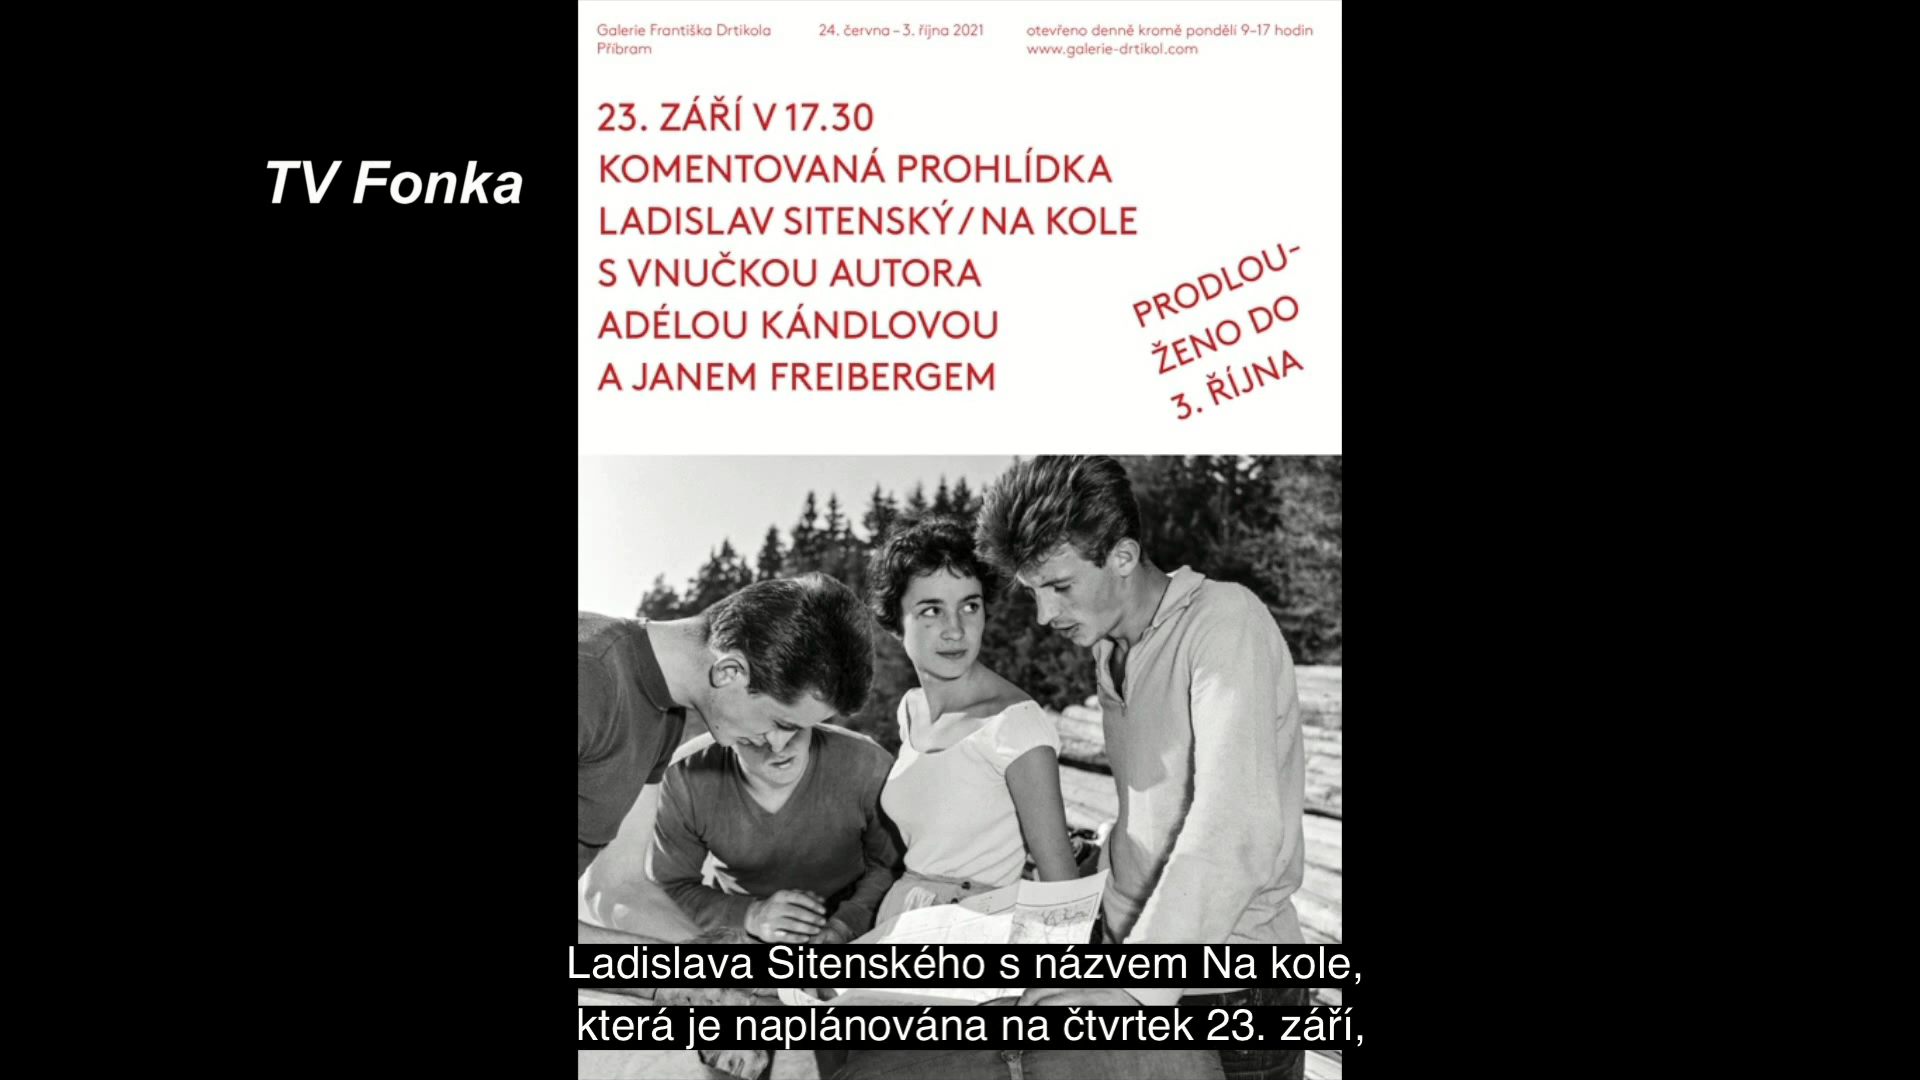 Galerie Františka Drtikola
Příbram
24. června – 3. října 2021
otevřeno denně kromě pondělí 9–17 hodin
www.galerie-drtikol.com
TV Fonka
23. ZÁŘÍ V 17.30
KOMENTOVANÁ PROHLÍDKA
LADISLAV SITENSKÝ / NA KOLE
S VNUČKOU AUTORA
ADÉLOU KÁNDLOVOU
A JANEM FREIBERGEM
PRODLOU-
ŽENO DO
3. ŘÍJNA
Ladislava Sitenského s názvem Na kole,
která je naplánována na čtvrtek 23. září,